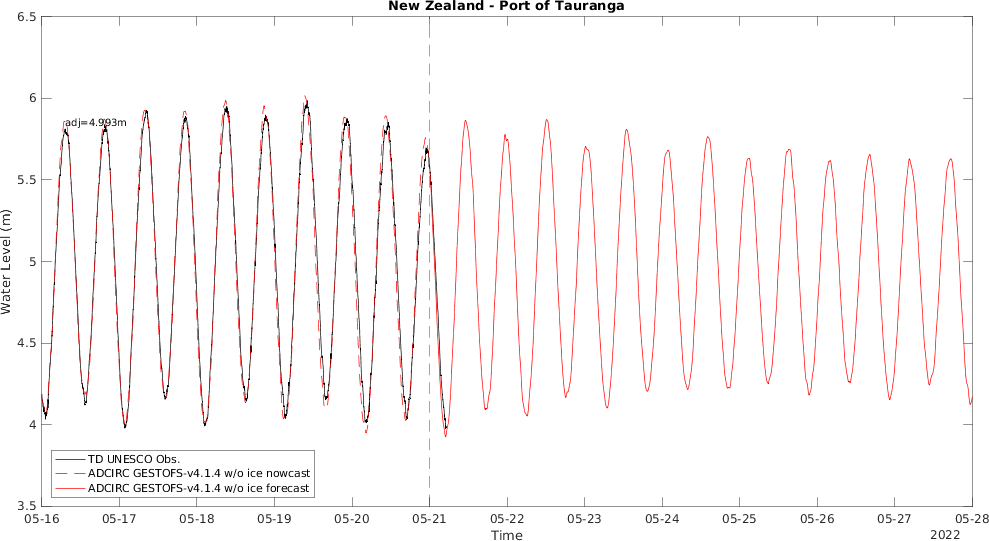 New Zealand - Port of Tauranga
6.5
6
5.5
5
4.5
4
3.5
Water Level (m)
adj=4.993m
TD UNESCO Obs.
ADCIRC GESTOFS-v4.1.4 w/o ice nowcast
ADCIRC GESTOFS-v4.1.4 w/o ice forecast
05-16 05-17 05-18 05-19 05-20 05-21 05-22 05-23 05-24 05-25 05-26 05-27 05-28
Time
2022